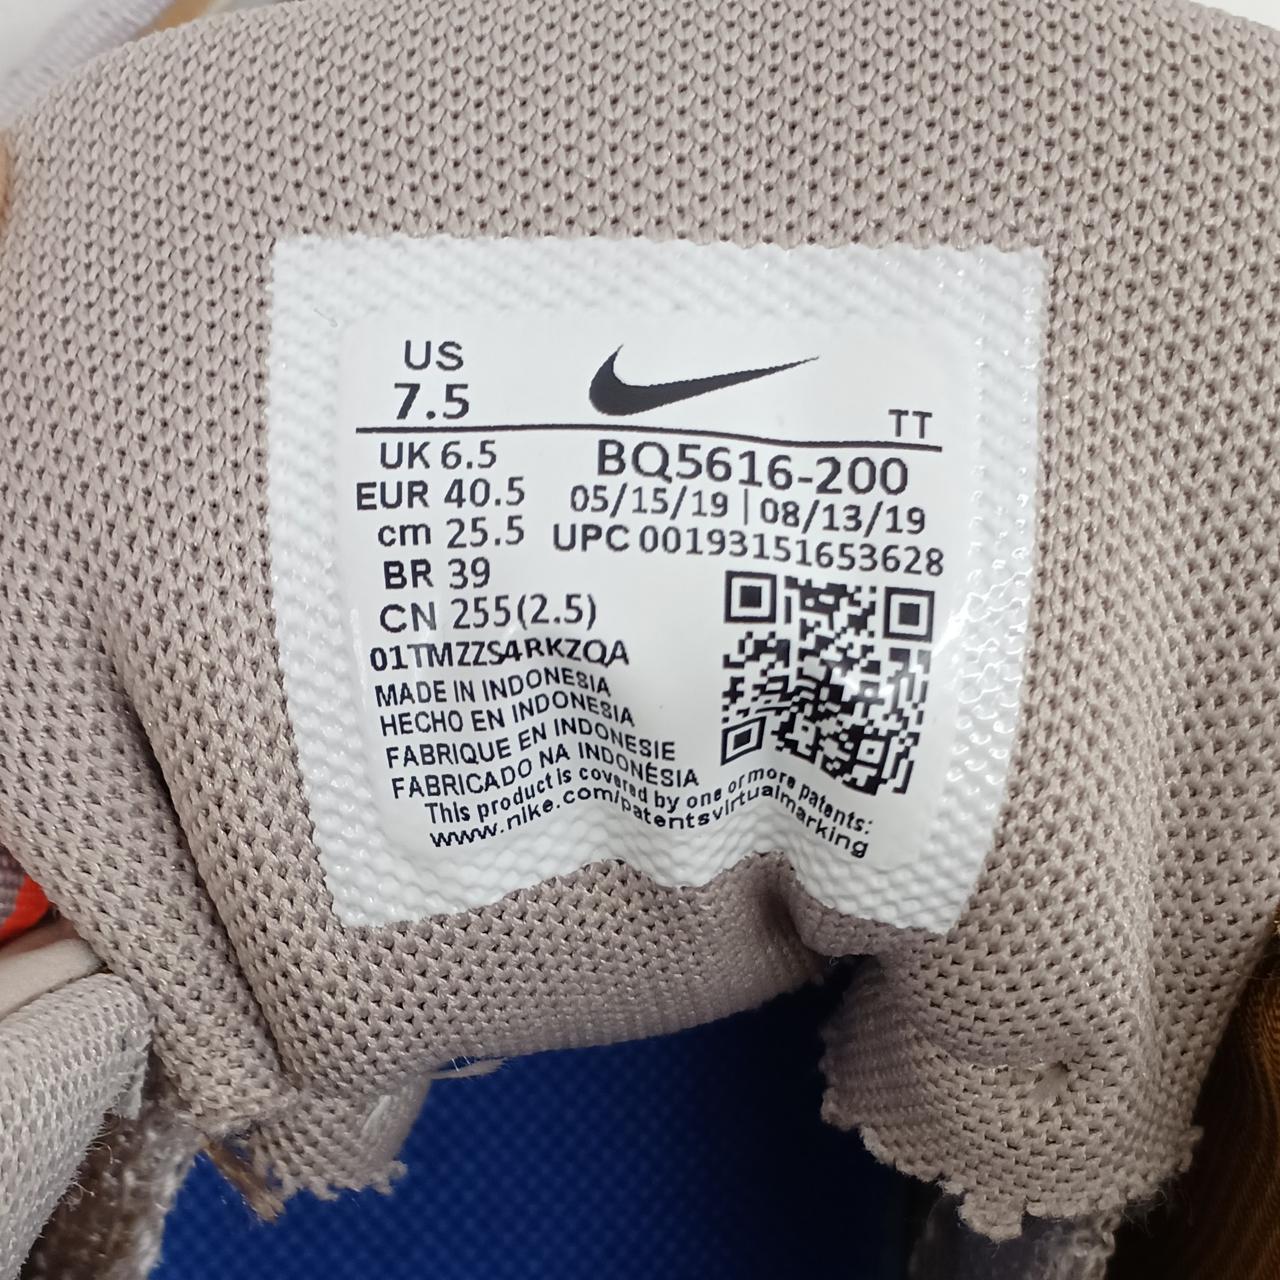 US
7.5
TT
UK 6.5
EUR 40.5
cm 25.5
BR 39
CN 255(2.5)
BQ5616-200
05/15/19 | 08/13/19
UPC 00193151653628
01TMZZS4RKZQA
MADE IN INDONESIA
HECHO EN INDONESIA
FABRIQUE EN INDONESIE
FABRICADO NA INDONÉSIA
This product is covered by one or more patents:
www.nike.com/patentsvirtualmarking